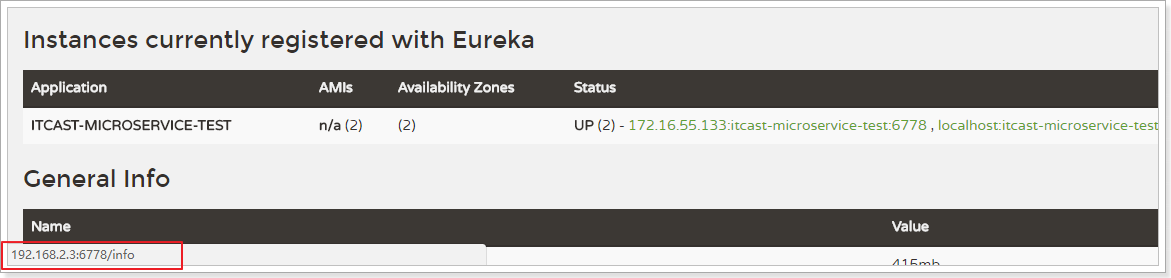 Instances currently registered with Eureka
Application AMIs Availability Zones Status
ITCAST-MICROSERVICE-TEST n/a (2) (2) UP (2) - 172.16.55.133:itcast-microservice-test:6778 , localhost:itcast-microservice-test
General Info
Name Value
192.168.2.3:6778/info
415mb